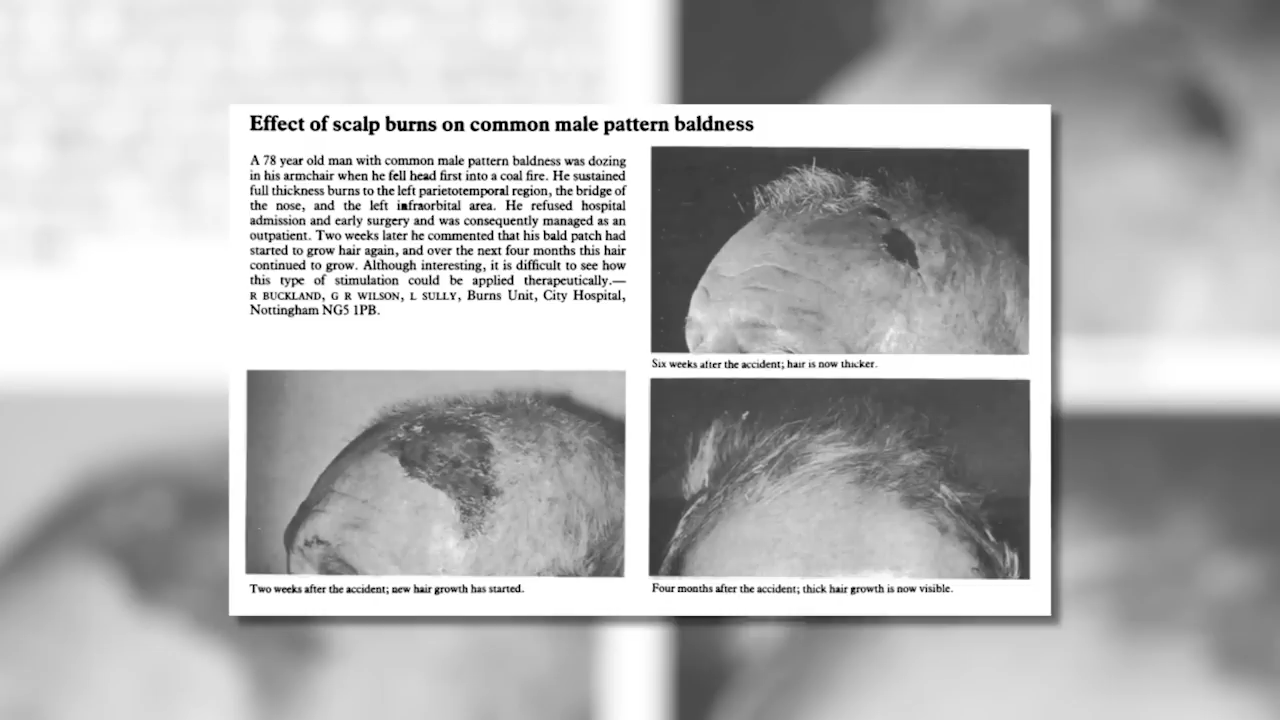 Effect of scalp burns on common male pattern baldness
A 78 year old man with common male pattern baldness was dozing
in his armchair when he fell head first into a coal fire. He sustained
full thickness burns to the left parietotemporal region, the bridge of
the nose, and the left infraorbital area. He refused hospital
admission and early surgery and was consequently managed as an
outpatient. Two weeks later he commented that his bald patch had
started to grow hair again, and over the next four months this hair
continued to grow. Although interesting, it is difficult to see how
this type of stimulation could be applied therapeutically.—
R BUCKLAND, G R WILSON, L SULLY, Burns Unit, City Hospital,
Nottingham NG5 1PB.
Six weeks after the accident; hair is now thicker.
Two weeks after the accident; new hair growth has started.
Four months after the accident; thick hair growth is now visible.